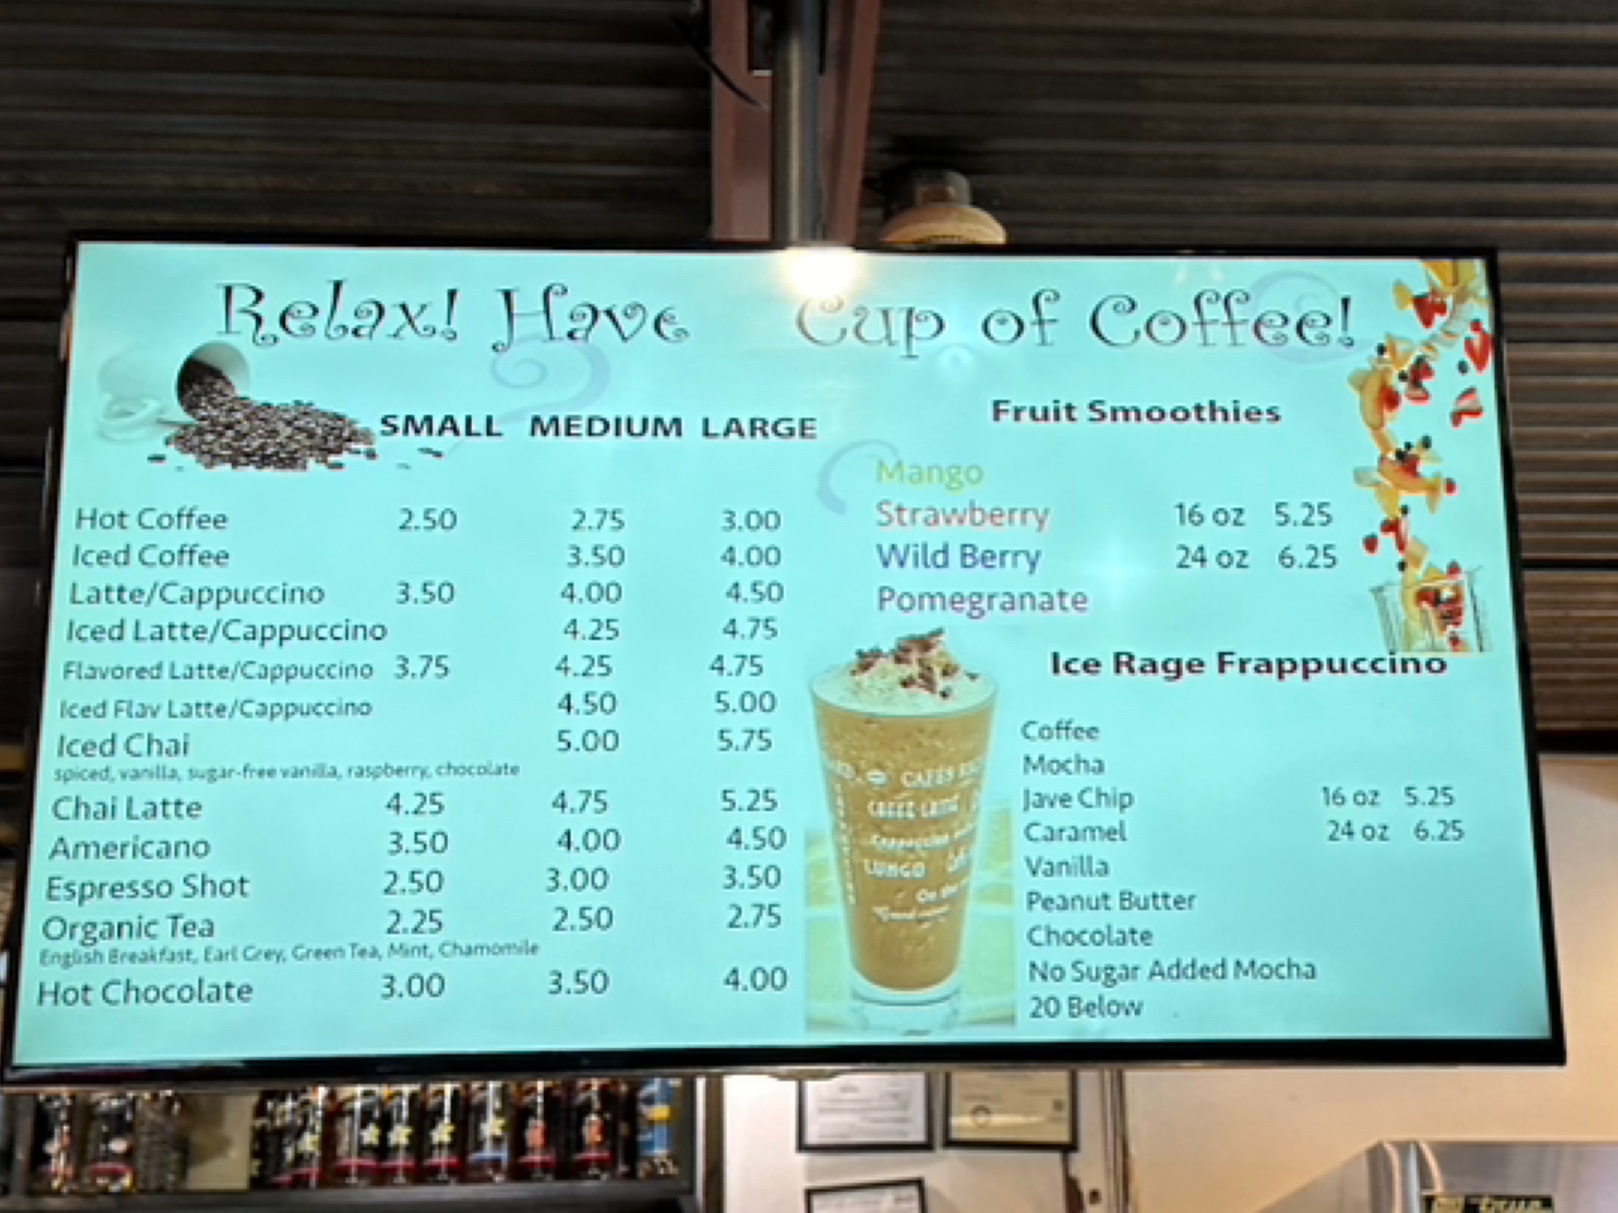 Relax! Have Cup of Coffee!
SMALL MEDIUM LARGE
Hot Coffee 2.50 2.75 3.00
Iced Coffee 3.50 4.00
Latte/Cappuccino 3.50 4.00 4.50
Iced Latte/Cappuccino 4.25 4.75
Flavored Latte/Cappuccino 3.75 4.25 4.75
Iced Flav Latte/Cappuccino 4.50 5.00
Iced Chai 5.00 5.75
spiced, vanilla, sugar-free vanilla, raspberry, chocolate
Chai Latte 4.25 4.75 5.25
Americano 3.50 4.00 4.50
Espresso Shot 2.50 3.00 3.50
Organic Tea 2.25 2.50 2.75
English Breakfast, Earl Grey, Green Tea, Mint, Chamomile
Hot Chocolate 3.00 3.50 4.00
Fruit Smoothies
Mango
Strawberry 16 oz 5.25
Wild Berry 24 oz 6.25
Pomegranate
Ice Rage Frappuccino
Coffee
Mocha
Jave Chip 16 oz 5.25
Caramel 24 oz 6.25
Vanilla
Peanut Butter
Chocolate
No Sugar Added Mocha
20 Below
LUNGO